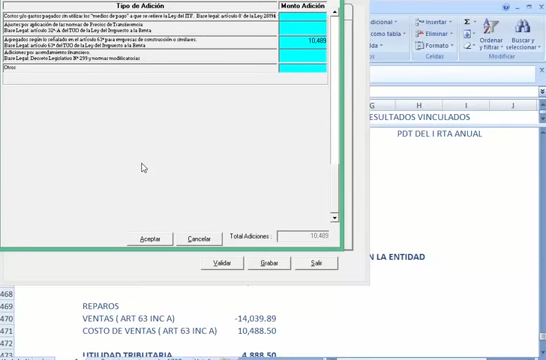 Tipo de Adición Monto Adición
Costos y/o gastos pagados sin utilizar los "medios de pago" a que se refiere la Ley del ITF. Base legal: artículo 8° de la Ley 28194
Ajustes por aplicación de las normas de Precios de Transferencia
Base Legal: artículo 32°-A del TUO de la Ley del Impuesto a la Renta
Agregados según lo señalado en el artículo 63° para empresas de construcción o similares. 10,489
Base Legal: artículo 63° del TUO de la Ley del Impuesto a la Renta
Adiciones por arrendamiento financiero.
Base Legal: Decreto Legislativo N° 299 y normas modificatorias
Otros
Aceptar Cancelar Total Adiciones : 10,489
Validar Grabar Salir
Insertar
Eliminar
Formato
Celdas
Ordenar
y filtrar
Buscar y
seleccionar
Modificar
como tabla
G H I J
ESULTADOS VINCULADOS
PDT DEL I RTA ANUAL
N LA ENTIDAD
468
469 REPAROS
470 VENTAS ( ART 63 INC A) -14,039.89
471 COSTO DE VENTAS ( ART 63 INC A) 10,488.50
472
UTILIDAD TRIBUTARIA 4,888.50